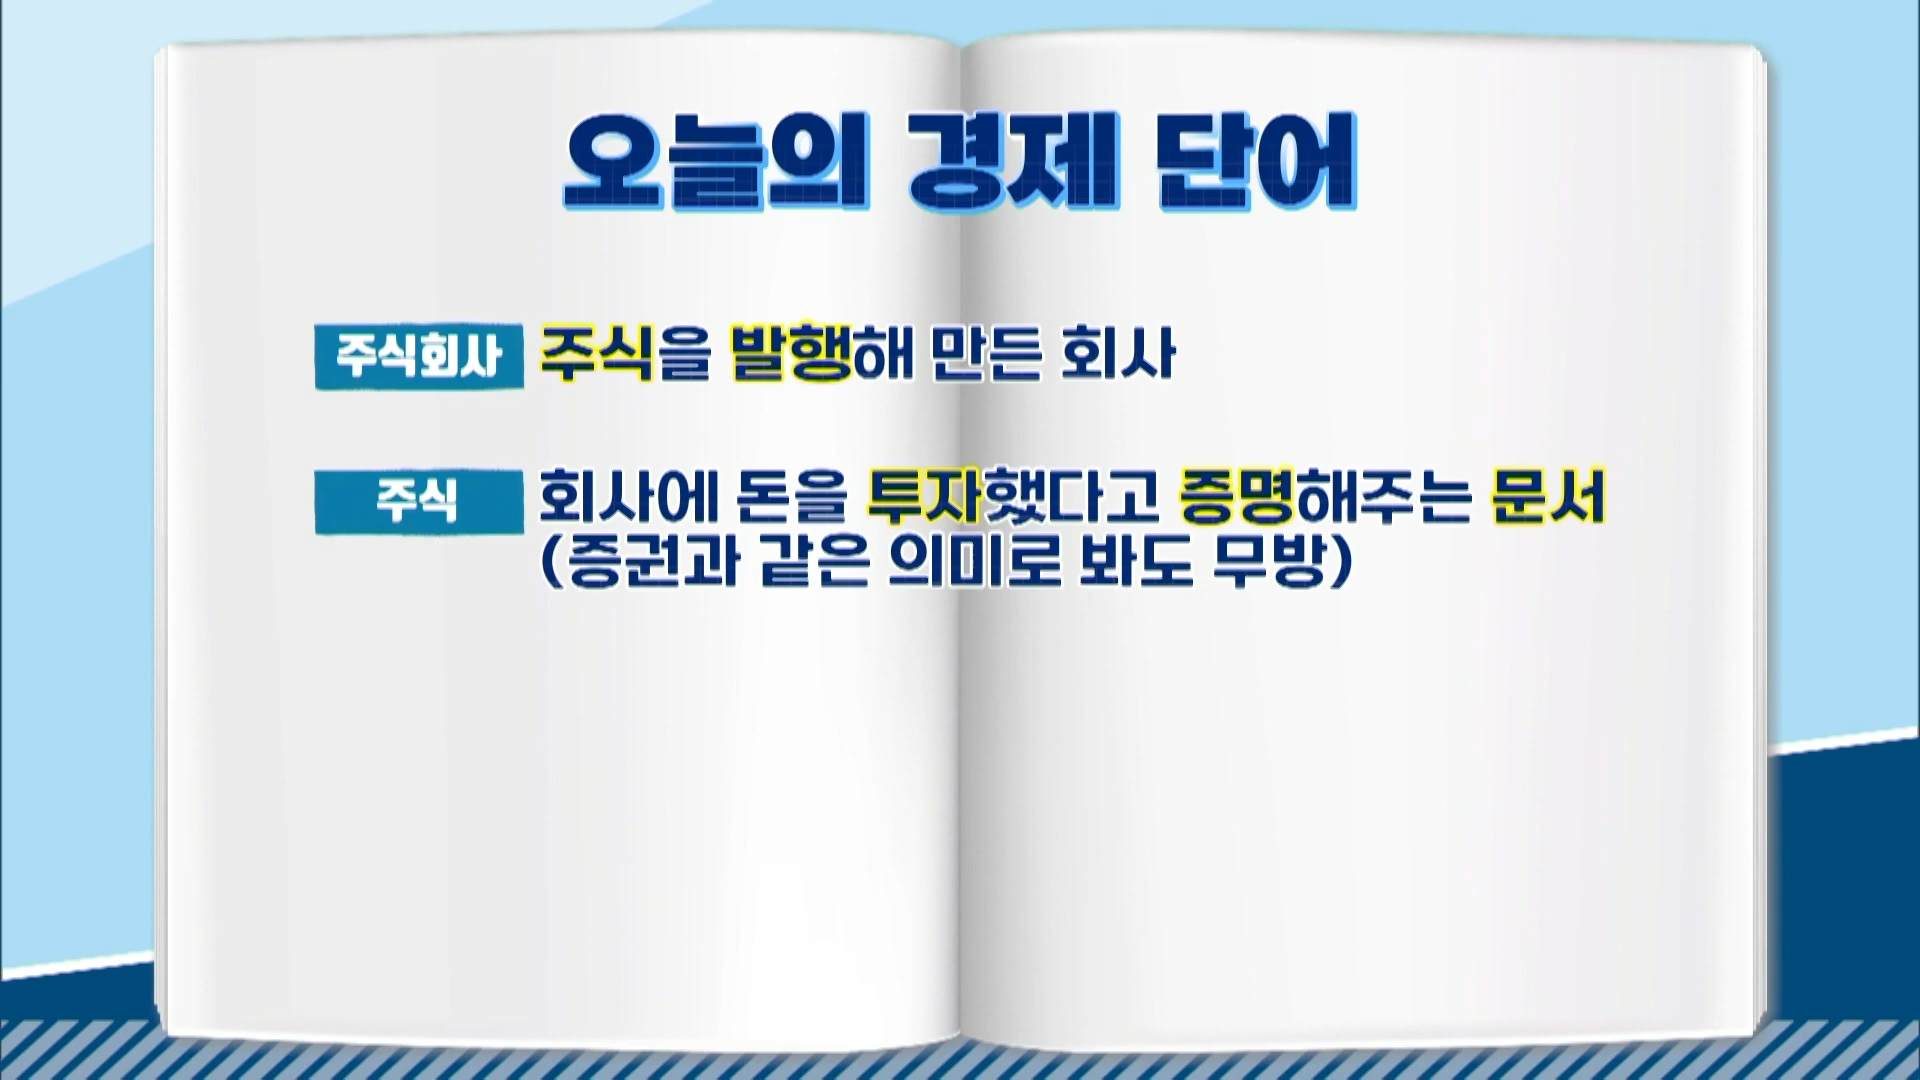 오늘의 경제 단어
주식회사 주식을 발행해 만든 회사
주식 회사에 돈을 투자했다고 증명해주는 문서
(증권과 같은 의미로 봐도 무방)